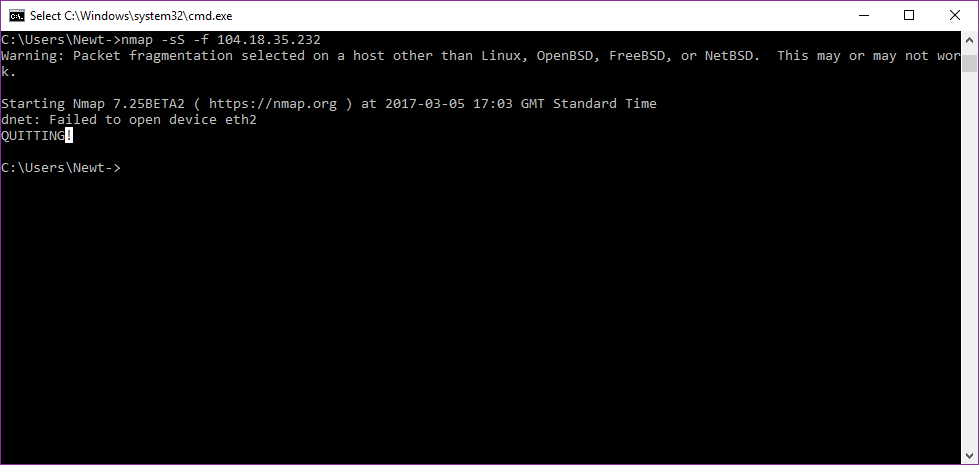 Select C:\Windows\system32\cmd.exe
C:\Users\Newt->nmap -sS -f 104.18.35.232
Warning: Packet fragmentation selected on a host other than Linux, OpenBSD, FreeBSD, or NetBSD.  This may or may not wor
k.
Starting Nmap 7.25BETA2 ( https://nmap.org ) at 2017-03-05 17:03 GMT Standard Time
dnet: Failed to open device eth2
QUITTING!
C:\Users\Newt->